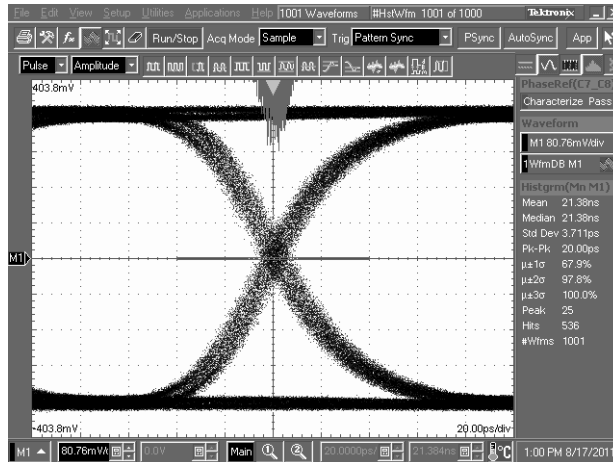 File Edit View Setup Utilities Applications Help 1001 Waveforms #HstWfm 1001 of 1000 Tektronix
Run/Stop Acq Mode Sample Trig Pattern Sync PSync AutoSync App
Pulse Amplitude
403.8mV
PhaseRef(C7_C8)
Characterize Pass
Waveform
M1 80.76mV/div
1WfmDB M1
Histgrm(Mn M1)
Mean 21.38ns
Median 21.38ns
Std Dev 3.711ps
Pk-Pk 20.00ps
µ±1σ 67.9%
µ±2σ 97.8%
µ±3σ 100.0%
Peak 25
Hits 536
#Wfms 1001
M1
-403.8mV
20.00ps/div
M1 80.76mV/ 0.0V Main 20.0000ps/ 21.384ns °C 1:00 PM 8/17/201